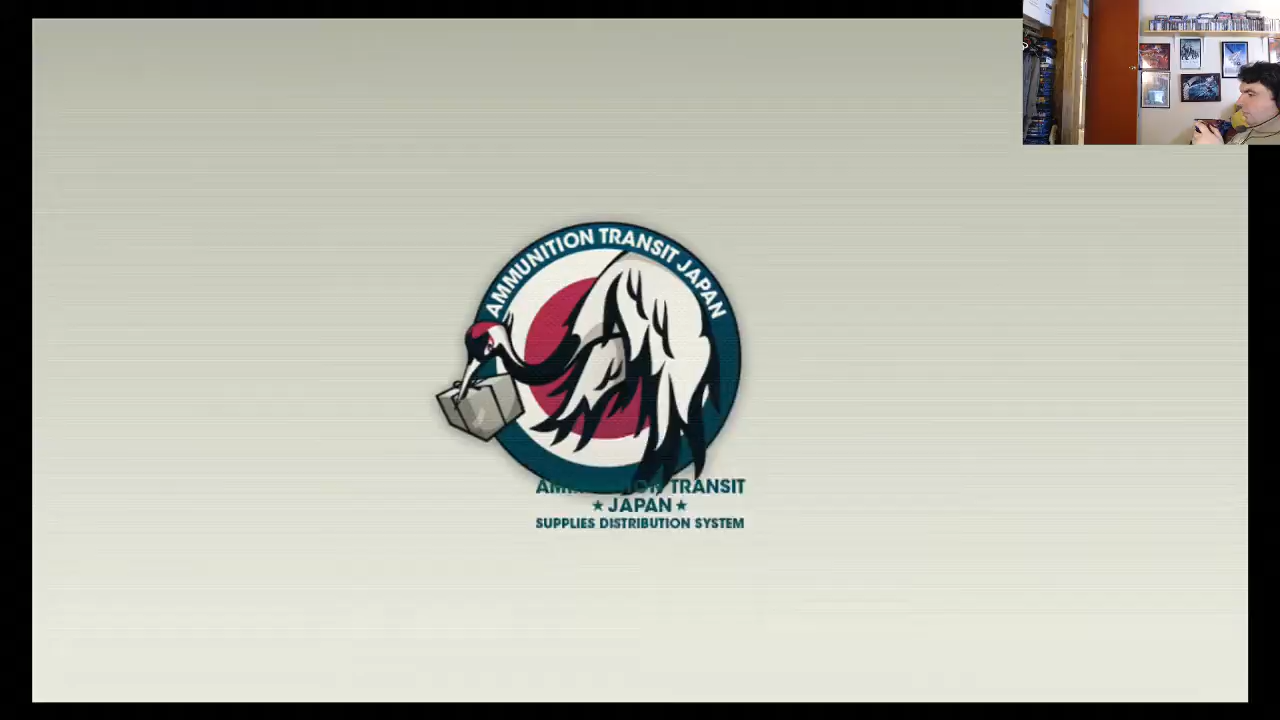 AMMUNITION TRANSIT JAPAN
TRANSIT
★ JAPAN ★
SUPPLIES DISTRIBUTION SYSTEM